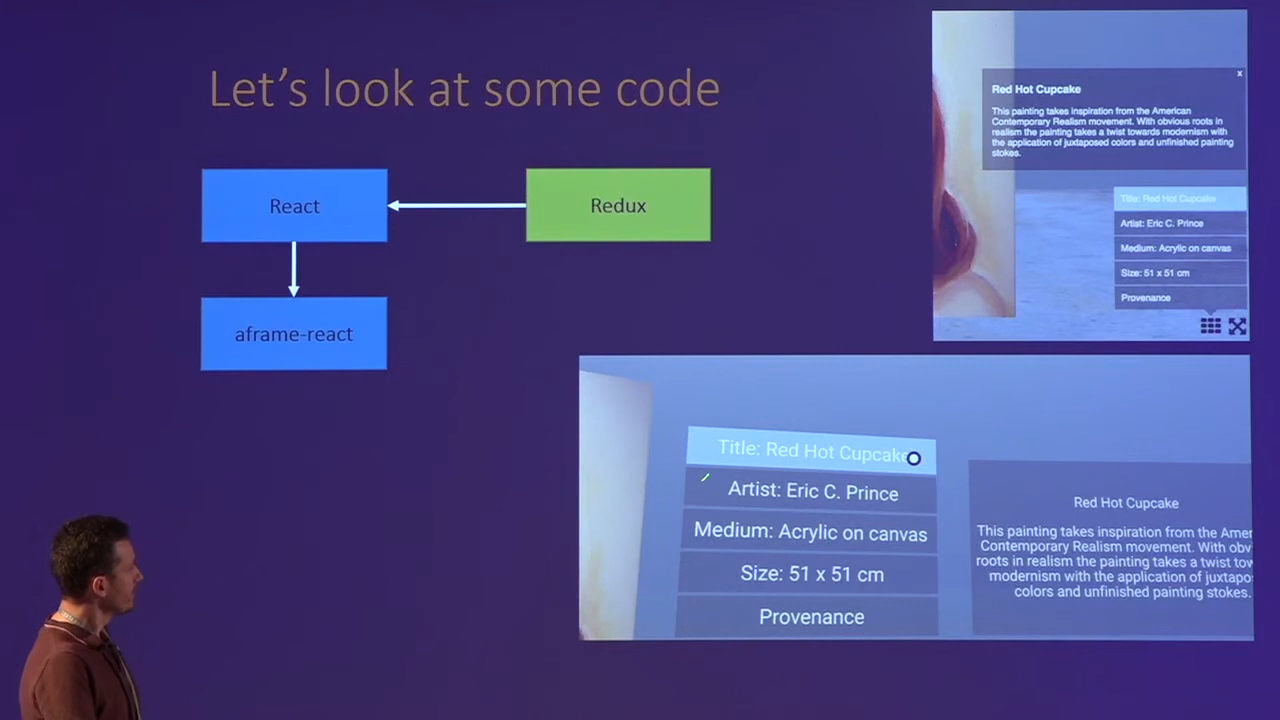 Let's look at some code
React
Redux
aframe-react
x
Red Hot Cupcake
This painting takes inspiration from the American
Contemporary Realism movement. With obvious roots in
realism the painting takes a twist towards modernism with
the application of juxtaposed colors and unfinished painting
stokes.
Title: Red Hot Cupcake
Artist: Eric C. Prince
Medium: Acrylic on canvas
Size: 51 x 51 cm
Provenance
Title: Red Hot Cupcake
Artist: Eric C. Prince
Medium: Acrylic on canvas
Size: 51 x 51 cm
Provenance
Red Hot Cupcake
This painting takes inspiration from the Amer
Contemporary Realism movement. With obv
roots in realism the painting takes a twist tow
modernism with the application of juxtapo
colors and unfinished painting stokes.